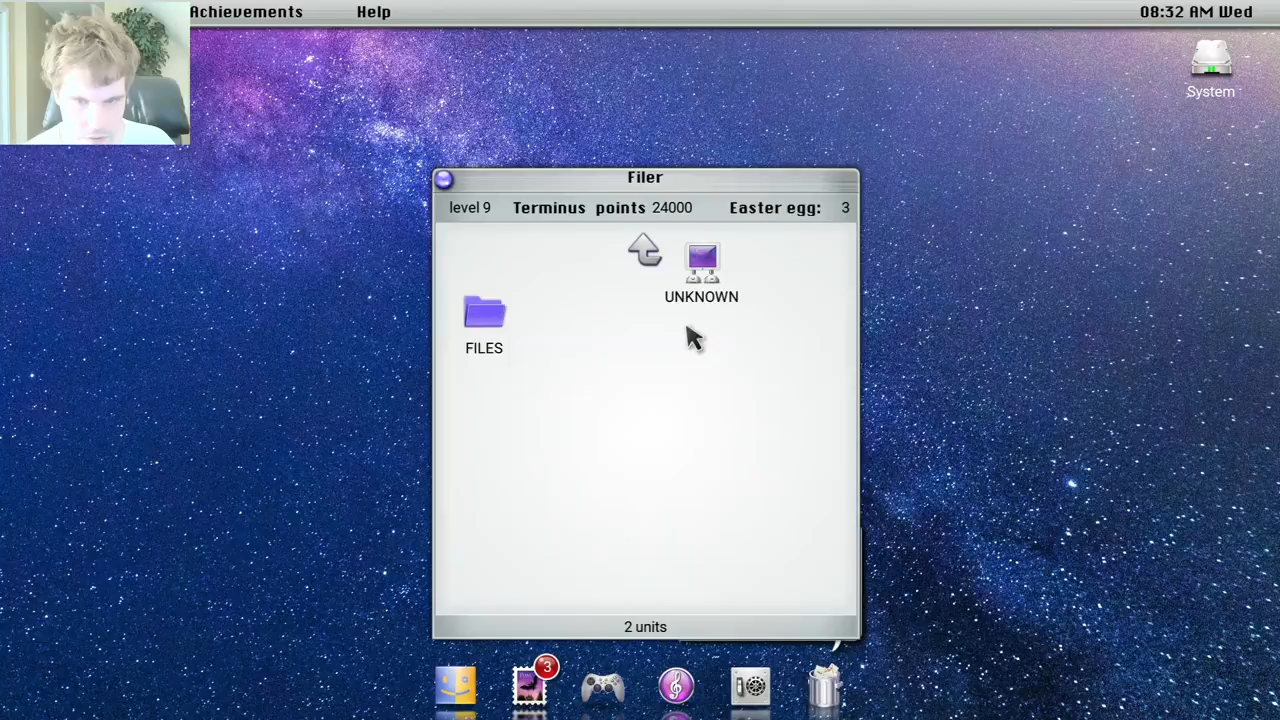 Achievements Help 08:32 AM Wed
System
Filer
level 9 Terminus points 24000 Easter egg: 3
UNKNOWN
FILES
2 units
3